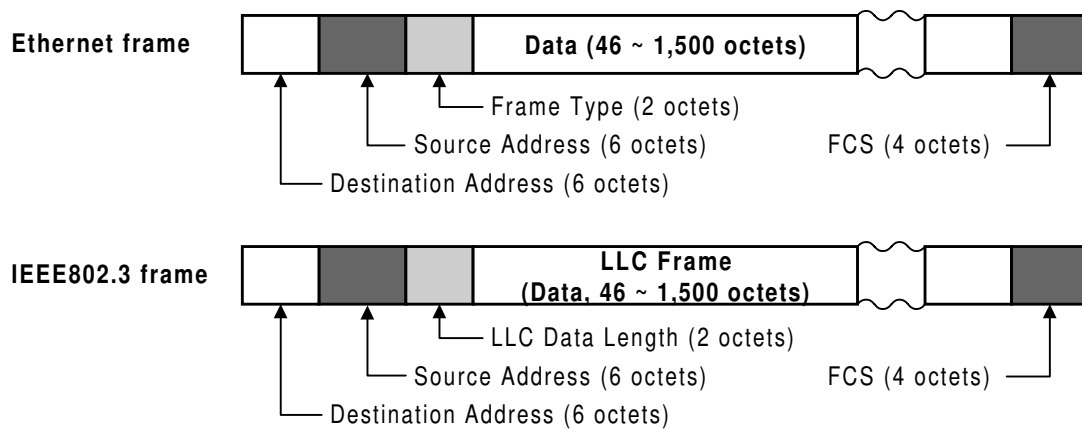 Ethernet frame
Data (46 ~ 1,500 octets)
Frame Type (2 octets)
Source Address (6 octets)
FCS (4 octets)
Destination Address (6 octets)
IEEE802.3 frame
LLC Frame
(Data, 46 ~ 1,500 octets)
LLC Data Length (2 octets)
Source Address (6 octets)
FCS (4 octets)
Destination Address (6 octets)